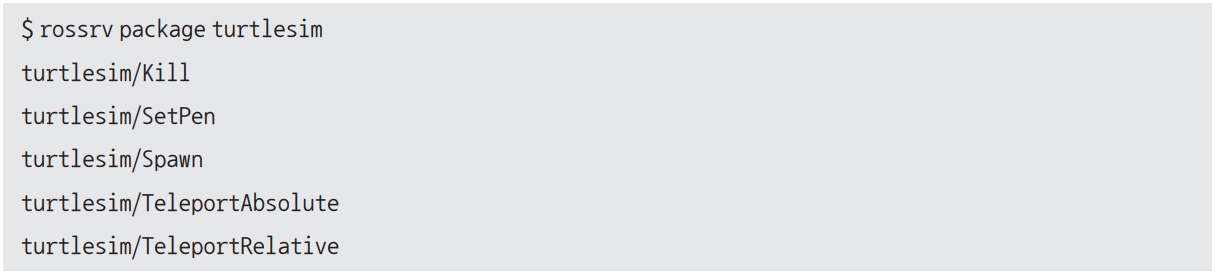 $ rossrv package turtlesim
turtlesim/Kill
turtlesim/SetPen
turtlesim/Spawn
turtlesim/TeleportAbsolute
turtlesim/TeleportRelative